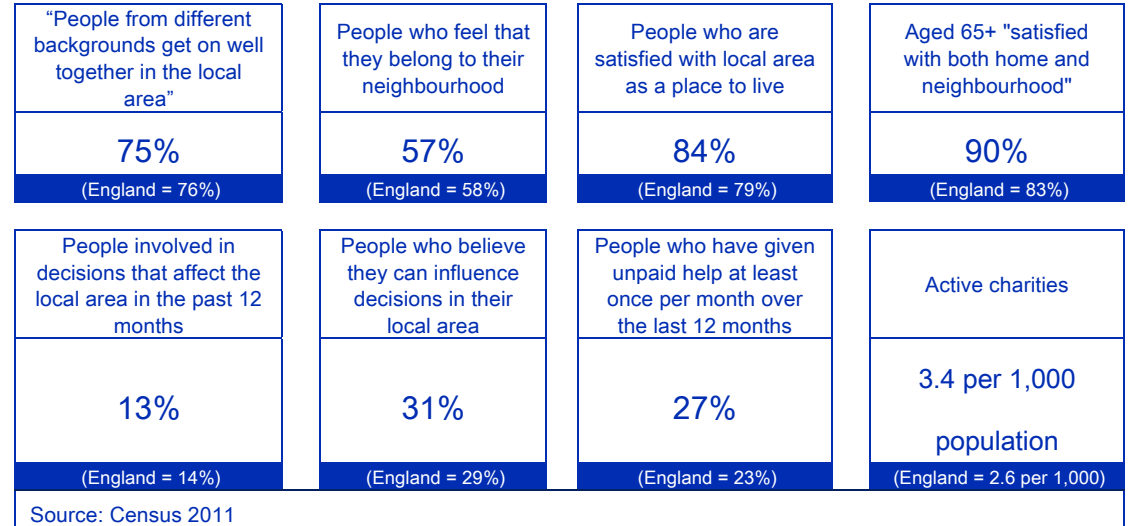 “People from different
backgrounds get on well
together in the local
area”
75%
(England = 76%)
People who feel that
they belong to their
neighbourhood
57%
(England = 58%)
People who are
satisfied with local area
as a place to live
84%
(England = 79%)
Aged 65+ "satisfied
with both home and
neighbourhood"
90%
(England = 83%)
People involved in
decisions that affect the
local area in the past 12
months
13%
(England = 14%)
People who believe
they can influence
decisions in their
local area
31%
(England = 29%)
People who have given
unpaid help at least
once per month over
the last 12 months
27%
(England = 23%)
Active charities
3.4 per 1,000
population
(England = 2.6 per 1,000)
Source: Census 2011